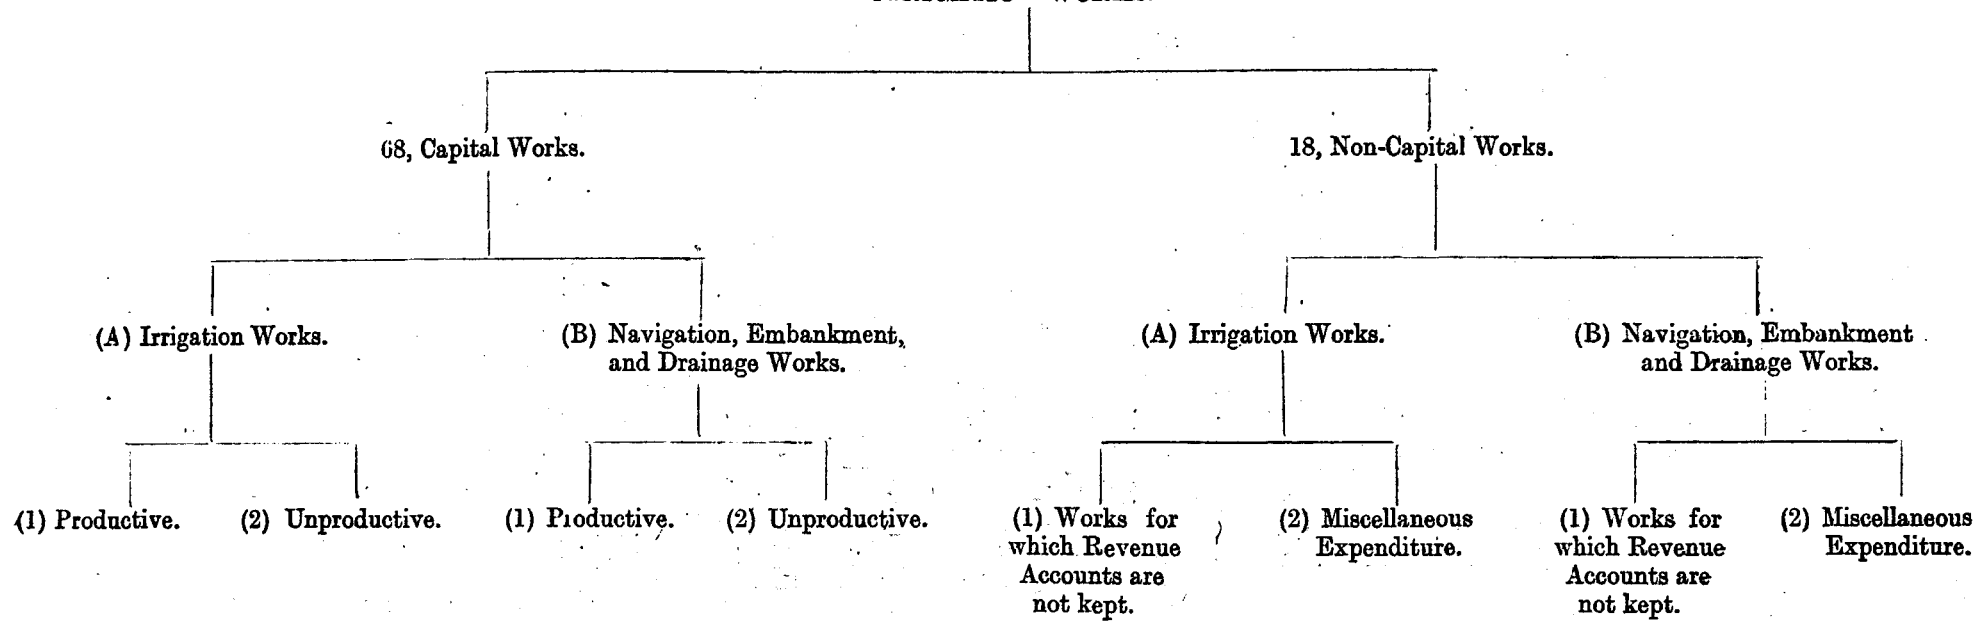 68, Capital Works.
18, Non-Capital Works.
(A) Irrigation Works.
(B) Navigation, Embankment,
and Drainage Works.
(A) Irrigation Works.
(B) Navigation, Embankment
and Drainage Works.
(1) Productive.
(2) Unproductive.
(1) Productive.
(2) Unproductive.
(1) Works for
which Revenue
Accounts are
not kept.
(2) Miscellaneous
Expenditure.
(1) Works for
which Revenue
Accounts are
not kept.
(2) Miscellaneous
Expenditure.